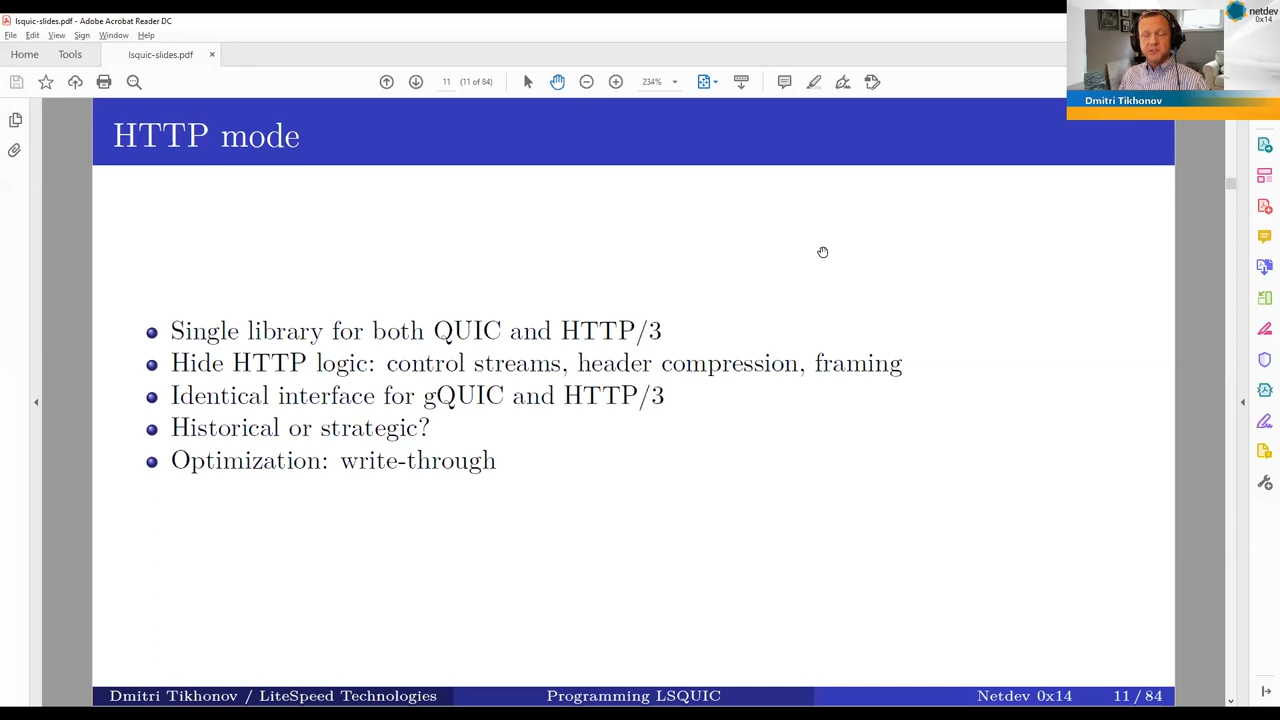 lsquic-slides.pdf - Adobe Acrobat Reader DC
File Edit View Sign Window Help
Home Tools lsquic-slides.pdf ×
11 (11 of 84) 234%
netdev
0x14
Dmitri Tikhonov
HTTP mode
Single library for both QUIC and HTTP/3
Hide HTTP logic: control streams, header compression, framing
Identical interface for gQUIC and HTTP/3
Historical or strategic?
Optimization: write-through
Dmitri Tikhonov / LiteSpeed Technologies Programming LSQUIC Netdev 0x14 11 / 84